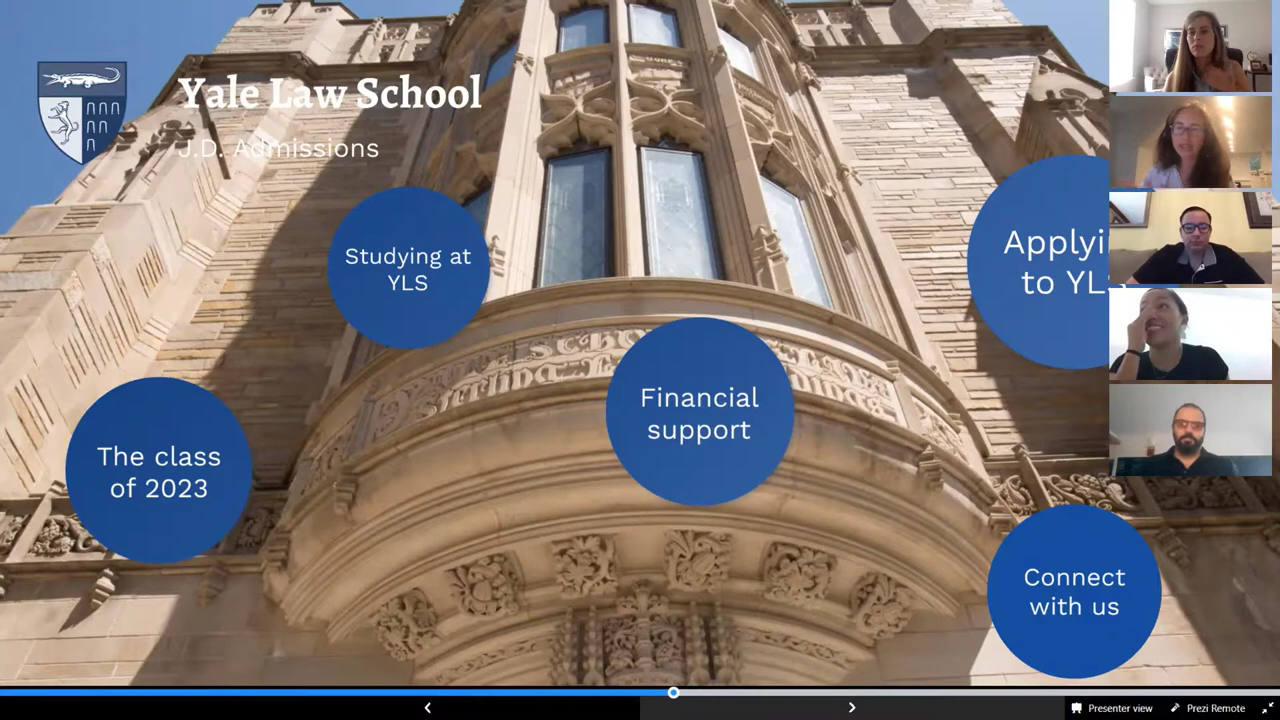 Yale Law School
J.D. Admissions
Studying at
YLS
Applyi
to YLS
Financial
support
The class
of 2023
Connect
with us
Presenter view
Prezi Remote